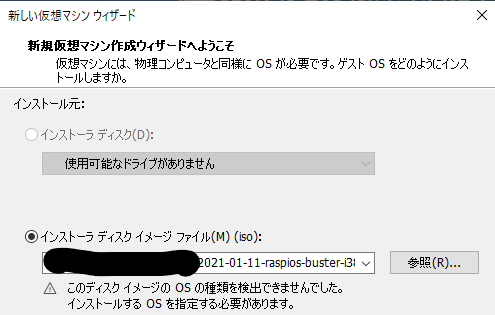 新しい仮想マシン ウィザード
新規仮想マシン作成ウィザードへようこそ
仮想マシンには、物理コンピュータと同様に OS が必要です。ゲスト OS をどのようにインス
トールしますか。
インストール元:
インストーラ ディスク(D):
使用可能なドライブがありません
インストーラ ディスク イメージ ファイル(M) (iso):
2021-01-11-raspios-buster-i38
参照(R)...
このディスク イメージの OS の種類を検出できませんでした。
インストールする OS を指定する必要があります。